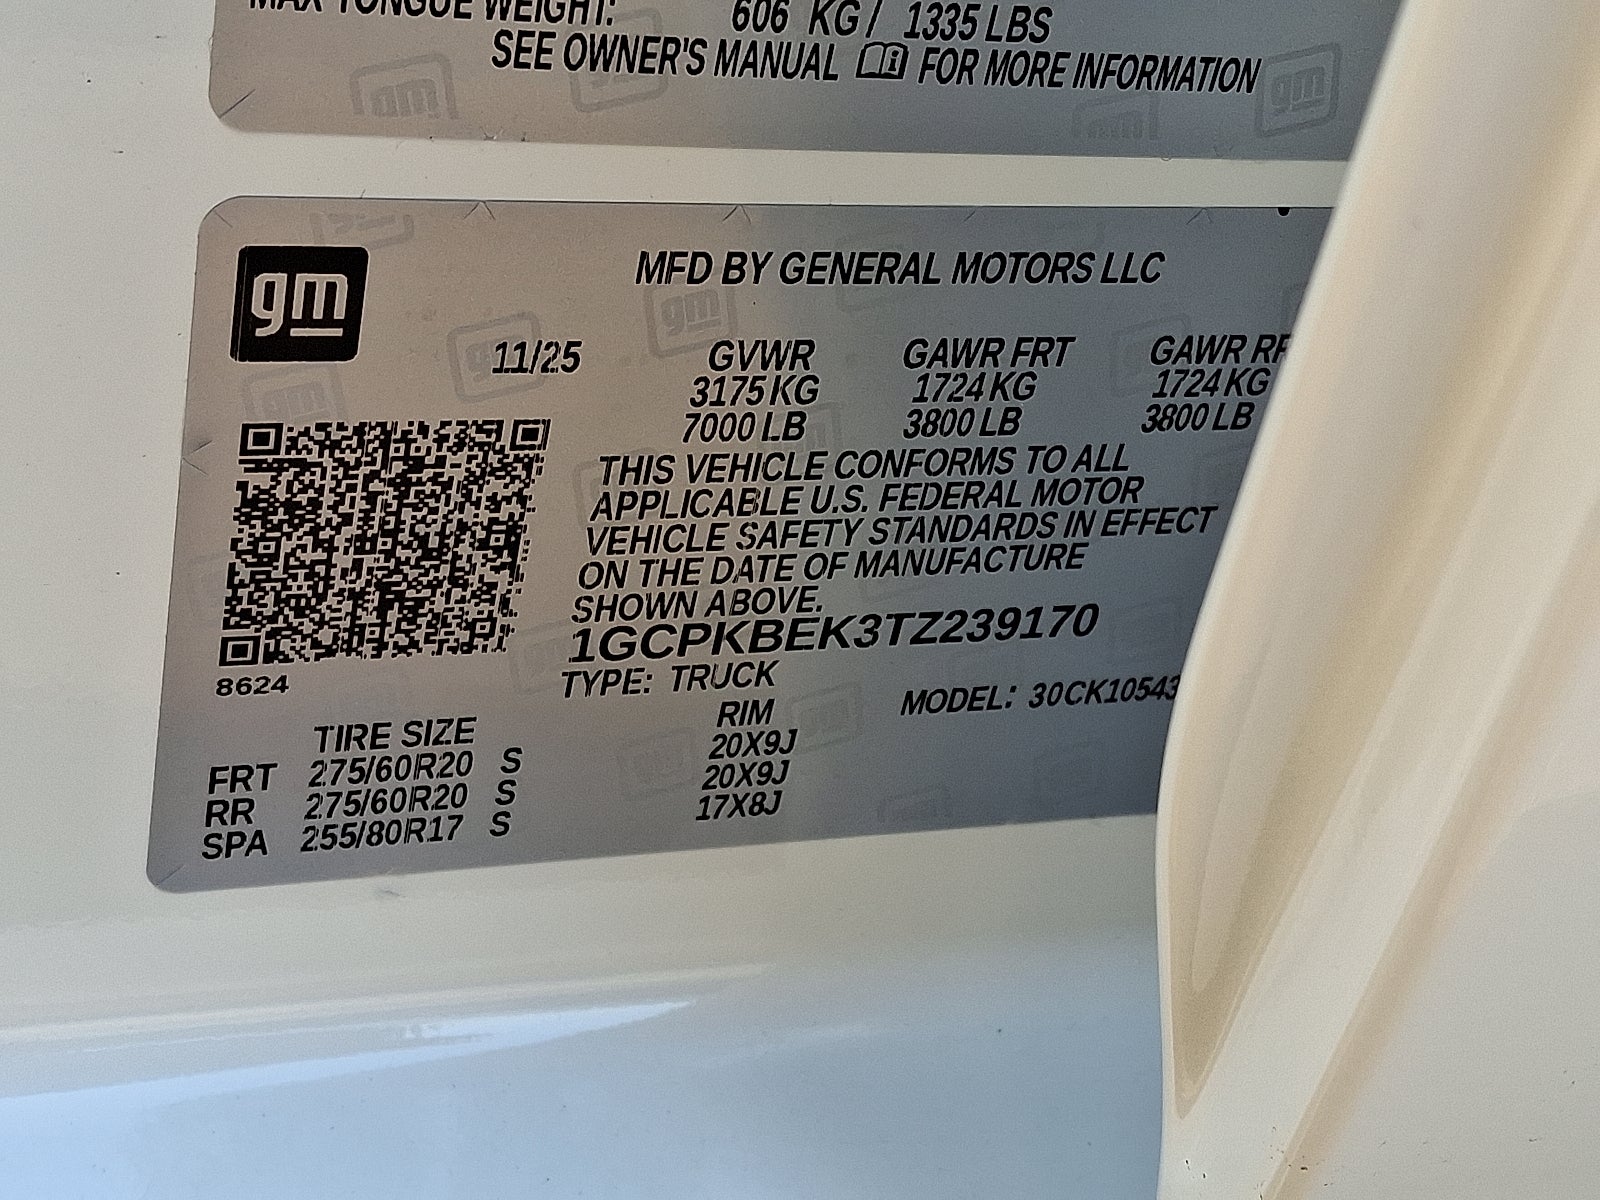 MAX TONGUE WEIGHT: 606 KG / 1335 LBS
SEE OWNER'S MANUAL FOR MORE INFORMATION
gm
MFD BY GENERAL MOTORS LLC
11/25 GVWR GAWR FRT GAWR RR
3175 KG 1724 KG 1724 KG
7000 LB 3800 LB 3800 LB
THIS VEHICLE CONFORMS TO ALL
APPLICABLE U.S. FEDERAL MOTOR
VEHICLE SAFETY STANDARDS IN EFFECT
ON THE DATE OF MANUFACTURE
SHOWN ABOVE.
1GCPKBEK3TZ239170
8624
TYPE: TRUCK MODEL: 30CK10543
TIRE SIZE RIM
FRT 275/60R20 S 20X9J
RR 275/60R20 S 20X9J
SPA 255/80R17 S 17X8J